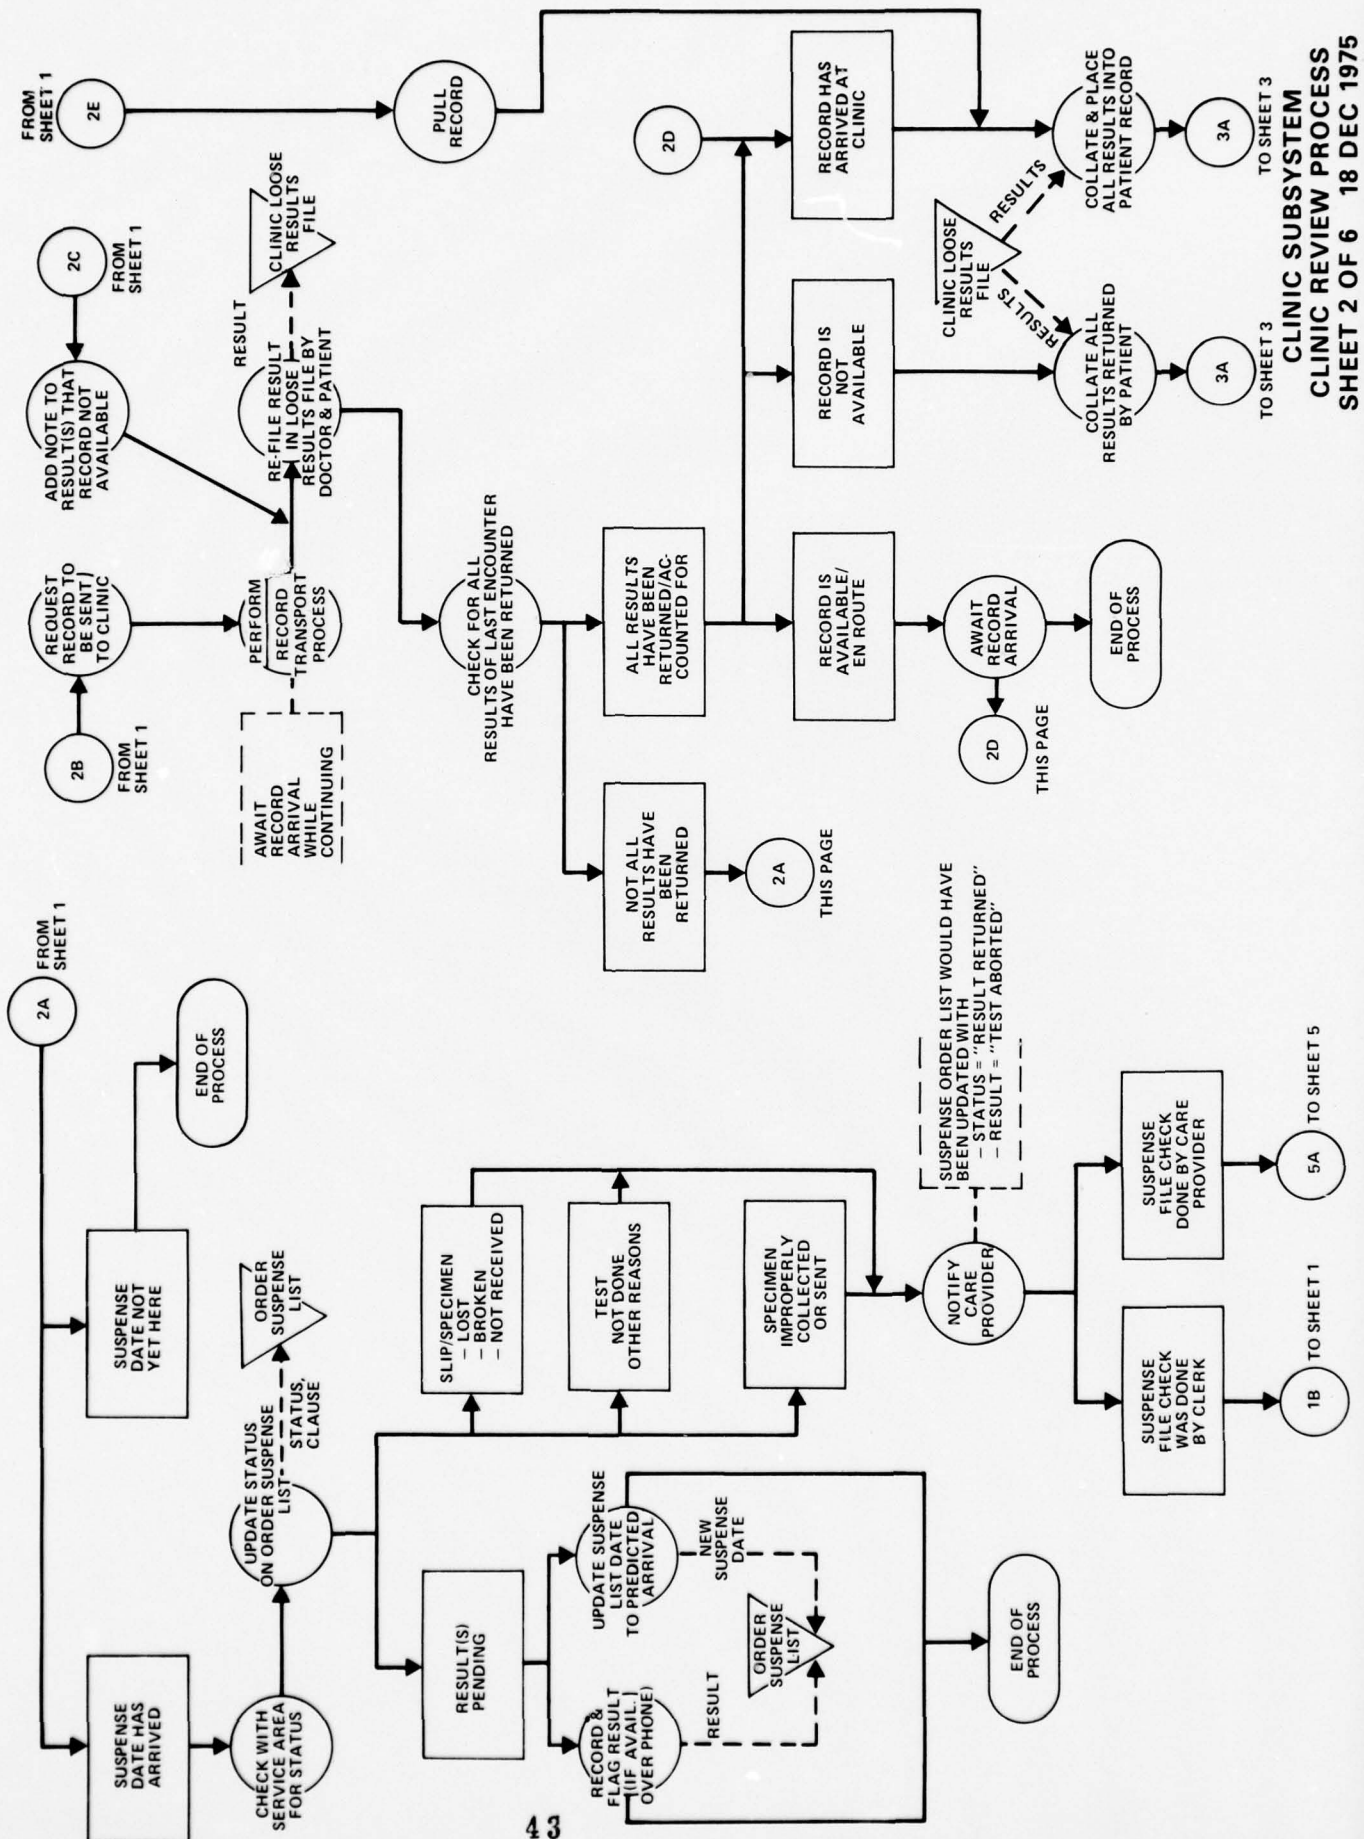 2A
FROM
SHEET 1
SUSPENSE
DATE HAS
ARRIVED
SUSPENSE
DATE NOT
YET HERE
END OF
PROCESS
CHECK WITH
SERVICE AREA
FOR STATUS
UPDATE STATUS
ON ORDER SUSPENSE
LIST
STATUS,
CLAUSE
ORDER
SUSPENSE
LIST
RESULT(S)
PENDING
SLIP/SPECIMEN
– LOST
– BROKEN
– NOT RECEIVED
TEST
NOT DONE
OTHER REASONS
SPECIMEN
IMPROPERLY
COLLECTED
OR SENT
RECORD &
FLAG RESULT
(IF AVAIL.)
OVER PHONE)
UPDATE SUSPENSE
LIST DATE
TO PREDICTED
ARRIVAL
RESULT
NEW
SUSPENSE
DATE
ORDER
SUSPENSE
LIST
END OF
PROCESS
NOTIFY
CARE
PROVIDER
SUSPENSE ORDER LIST WOULD HAVE
BEEN UPDATED WITH
– STATUS = "RESULT RETURNED"
– RESULT = "TEST ABORTED"
SUSPENSE
FILE CHECK
WAS DONE
BY CLERK
SUSPENSE
FILE CHECK
DONE BY CARE
PROVIDER
1B
TO SHEET 1
5A
TO SHEET 5
2B
FROM
SHEET 1
REQUEST
RECORD TO
BE SENT
TO CLINIC
2C
FROM
SHEET 1
ADD NOTE TO
RESULT(S) THAT
RECORD NOT
AVAILABLE
2E
FROM
SHEET 1
AWAIT
RECORD
ARRIVAL
WHILE
CONTINUING
PERFORM
RECORD
TRANSPORT
PROCESS
RE-FILE RESULT
IN LOOSE
RESULTS FILE BY
DOCTOR & PATIENT
RESULT
CLINIC LOOSE
RESULTS
FILE
PULL
RECORD
CHECK FOR ALL
RESULTS OF LAST ENCOUNTER
HAVE BEEN RETURNED
NOT ALL
RESULTS HAVE
BEEN
RETURNED
ALL RESULTS
HAVE BEEN
RETURNED/AC-
COUNTED FOR
2A
THIS PAGE
2D
RECORD IS
AVAILABLE/
EN ROUTE
RECORD IS
NOT
AVAILABLE
RECORD HAS
ARRIVED AT
CLINIC
AWAIT
RECORD
ARRIVAL
2D
THIS PAGE
END OF
PROCESS
CLINIC LOOSE
RESULTS
FILE
RESULTS
RESULTS
COLLATE ALL
RESULTS RETURNED
BY PATIENT
COLLATE & PLACE
ALL RESULTS INTO
PATIENT RECORD
3A
TO SHEET 3
3A
TO SHEET 3
CLINIC SUBSYSTEM
CLINIC REVIEW PROCESS
SHEET 2 OF 6 18 DEC 1975
43